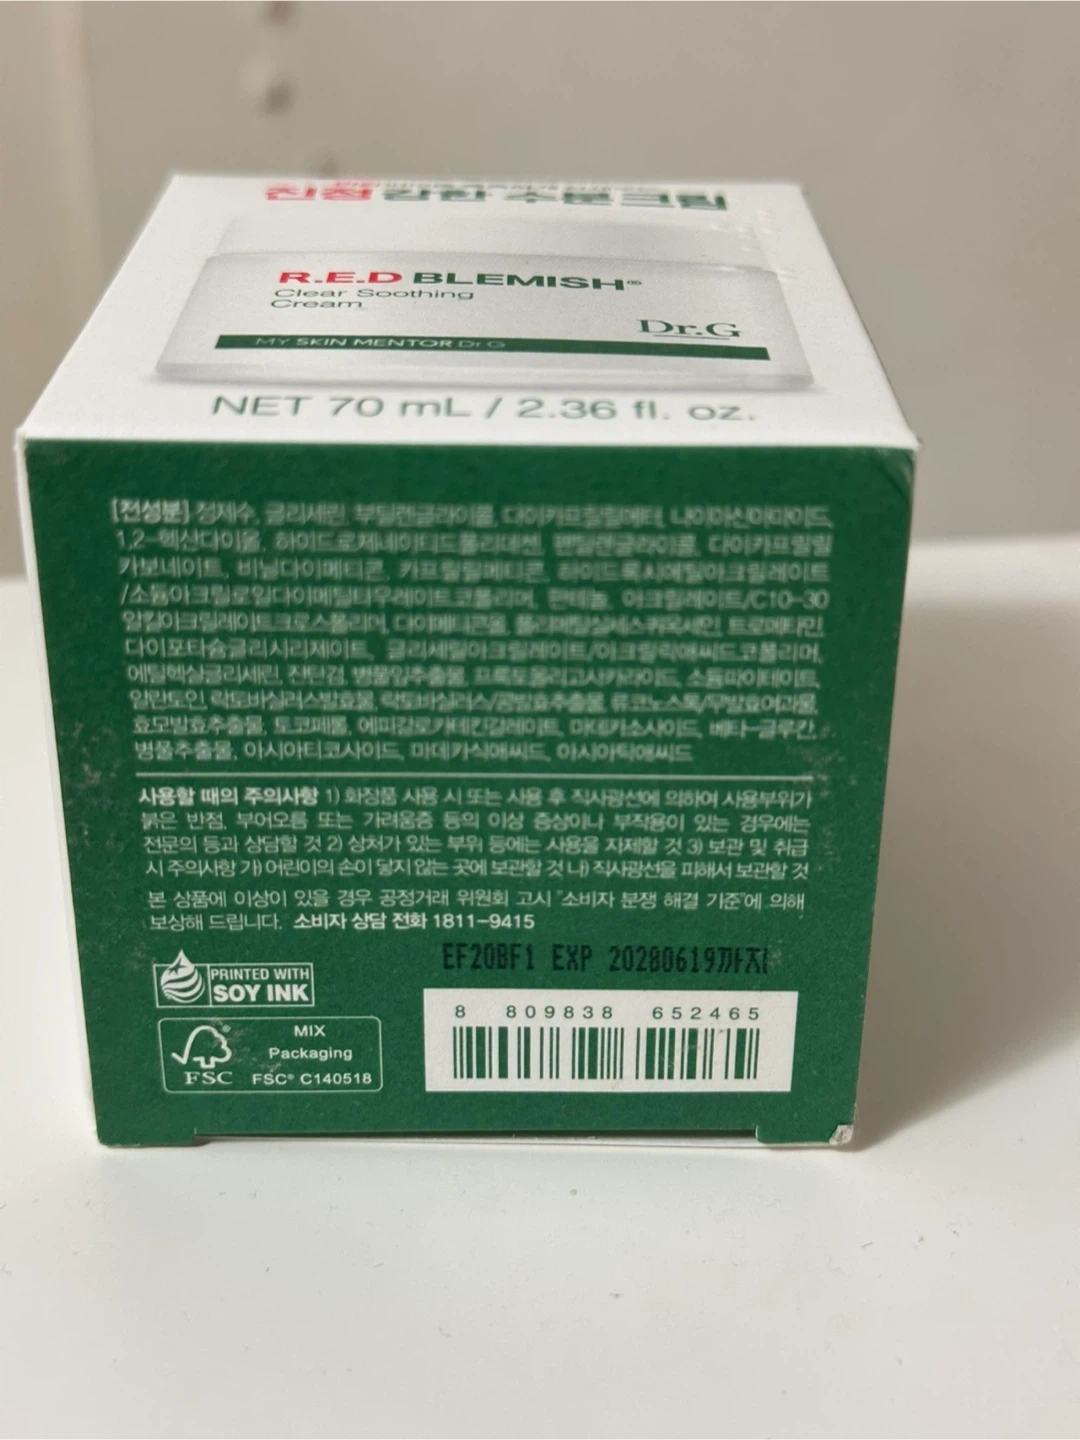 진정 강한 수분크림
R.E.D BLEMISH®
Clear Soothing
Cream
Dr.G
MY SKIN MENTOR Dr.G
NET 70 mL / 2.36 fl. oz.
[전성분] 정제수, 글리세린, 부틸렌글라이콜, 다이카프릴릴에터, 나이아신아마이드,
1,2-헥산다이올, 하이드로제네이티드폴리데센, 펜틸렌글라이콜, 다이카프릴릴
카보네이트, 비닐다이메티콘, 카프릴릴메티콘, 하이드록시에틸아크릴레이트
/소듐아크릴로일다이메틸타우레이트코폴리머, 판테놀, 아크릴레이트/C10-30
알킬아크릴레이트크로스폴리머, 다이메티콘올, 폴리메틸실세스퀴옥세인, 트로메타민,
다이포타슘글리시리제이트, 글리세릴아크릴레이트/아크릴릭애씨드코폴리머,
에틸헥실글리세린, 잔탄검, 병풀잎추출물, 프룩토올리고사카라이드, 소듐파이테이트,
알란토인, 락토바실러스발효물, 락토바실러스/콩발효추출물, 류코노스톡/무발효여과물,
효모발효추출물, 토코페롤, 에피갈로카테킨갈레이트, 마데카소사이드, 베타-글루칸,
병풀추출물, 아시아티코사이드, 마데카식애씨드, 아시아틱애씨드
사용할 때의 주의사항 1) 화장품 사용 시 또는 사용 후 직사광선에 의하여 사용부위가
붉은 반점, 부어오름 또는 가려움증 등의 이상 증상이나 부작용이 있는 경우에는
전문의 등과 상담할 것 2) 상처가 있는 부위 등에는 사용을 자제할 것 3) 보관 및 취급
시 주의사항 가) 어린이의 손이 닿지 않는 곳에 보관할 것 나) 직사광선을 피해서 보관할 것
본 상품에 이상이 있을 경우 공정거래 위원회 고시 "소비자 분쟁 해결 기준"에 의해
보상해 드립니다. 소비자 상담 전화 1811-9415
EF20BF1 EXP 20280619까지
PRINTED WITH
SOY INK
MIX
Packaging
FSC
FSC® C140518
8 809838 652465